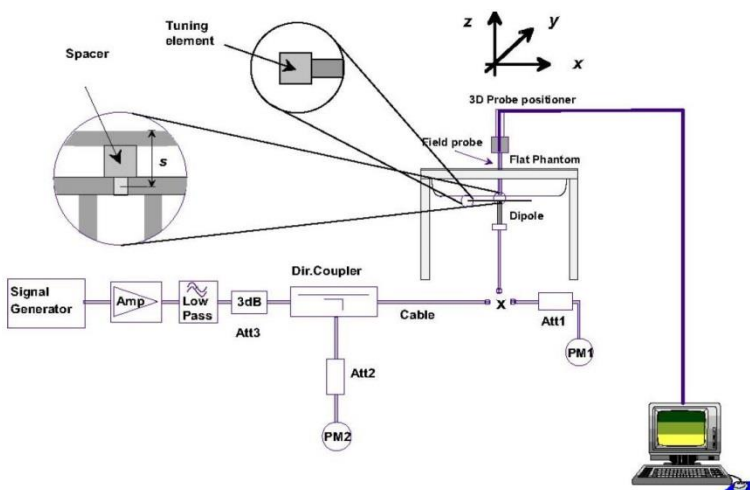 Tuning
element
Spacer
s
z
y
x
3D Probe positioner
Field probe
Flat Phantom
Dipole
Signal
Generator
Amp
Low
Pass
3dB
Att3
Dir.Coupler
Cable
x
Att1
PM1
Att2
PM2